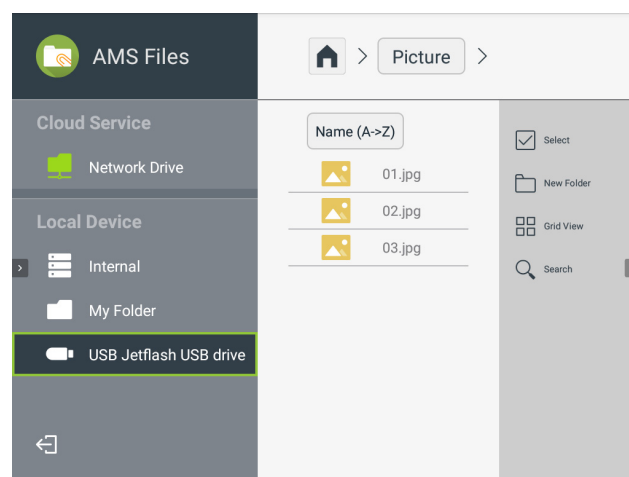 AMS Files
> Picture >
Cloud Service
Network Drive
Local Device
Internal
My Folder
USB Jetflash USB drive
Name (A->Z)
01.jpg
02.jpg
03.jpg
Select
New Folder
Grid View
Search